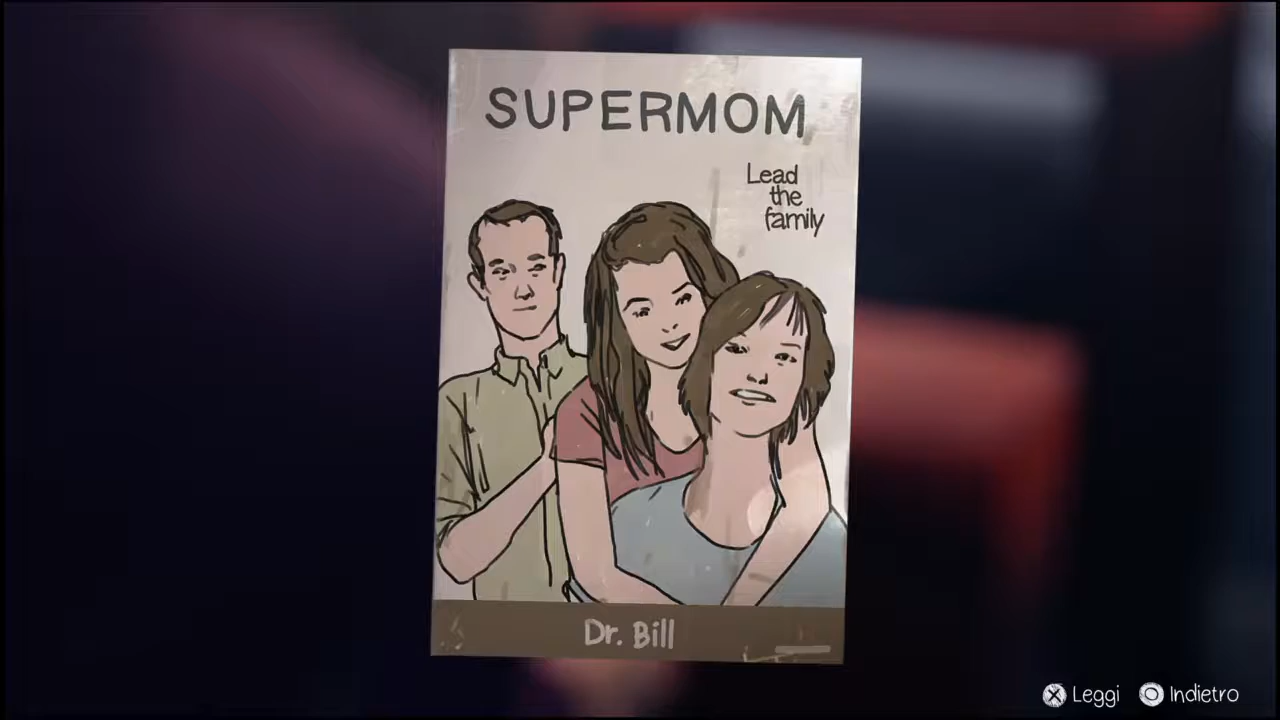 SUPERMOM
Lead
the
family
Dr. Bill
Leggi
Indietro